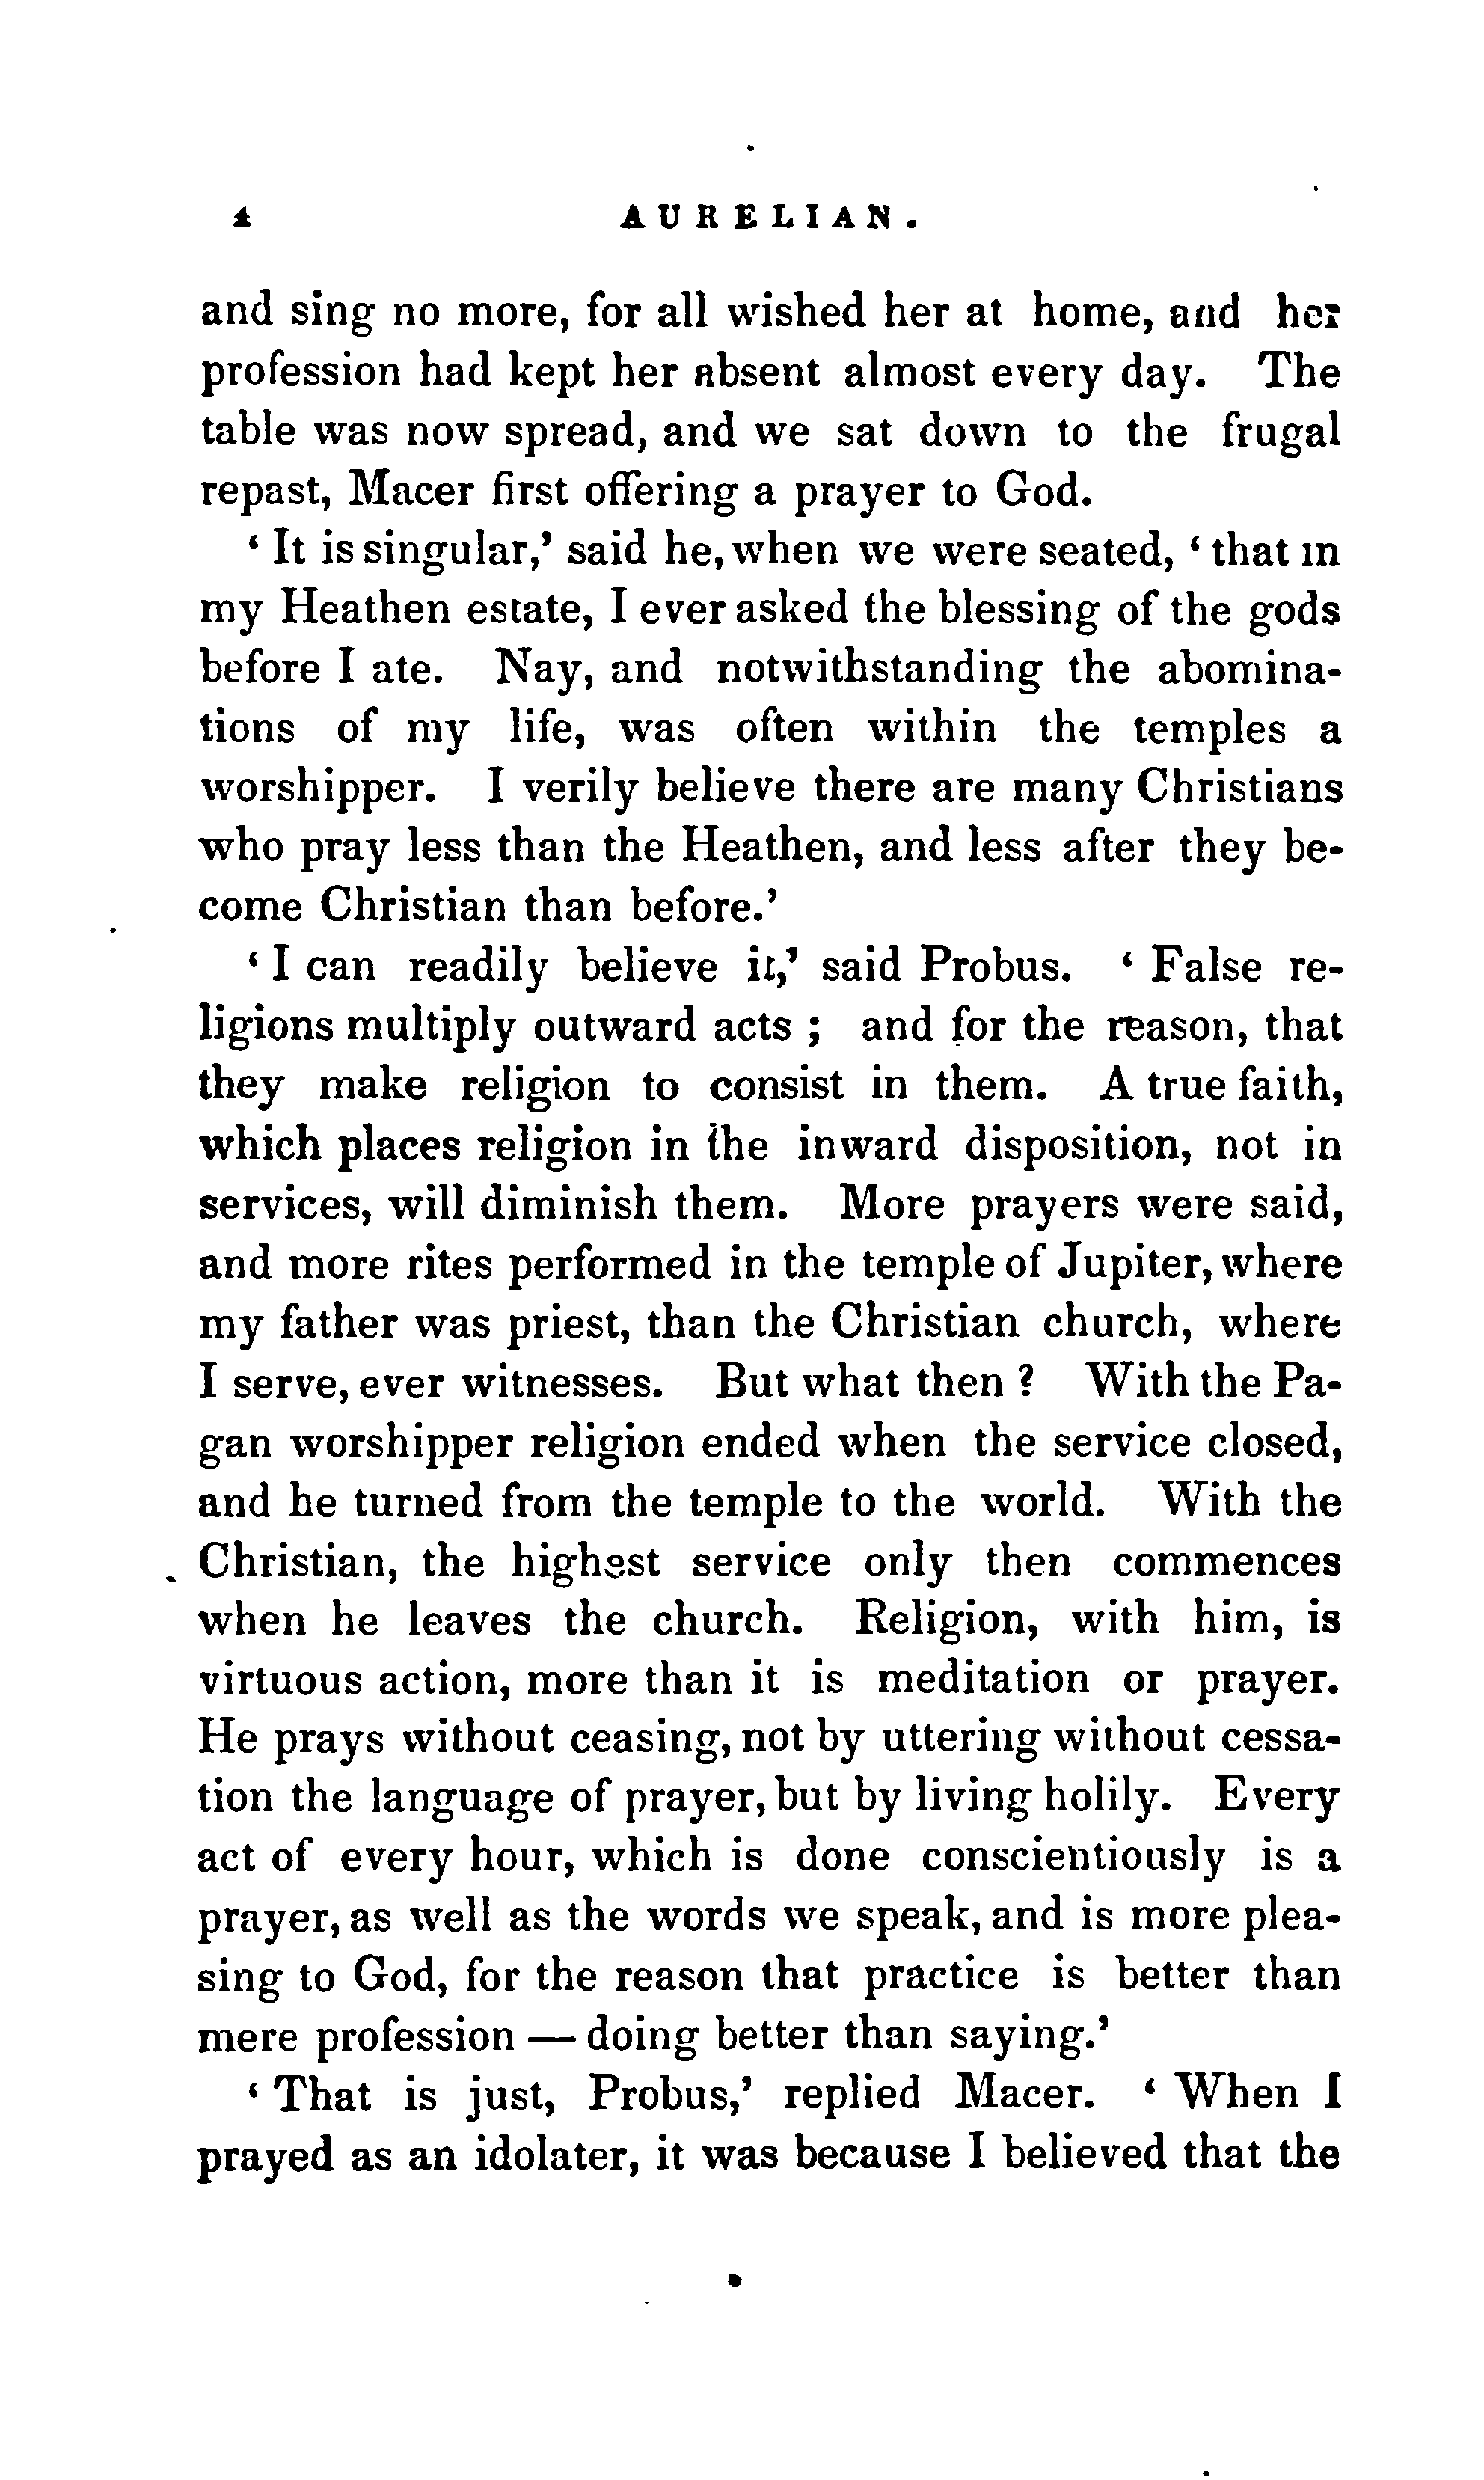 4 AURELIAN.
and sing no more, for all wished her at home, and her
profession had kept her absent almost every day. The
table was now spread, and we sat down to the frugal
repast, Macer first offering a prayer to God.
‘ It is singular,’ said he, when we were seated, ‘ that in
my Heathen estate, I ever asked the blessing of the gods
before I ate. Nay, and notwithstanding the abomina-
tions of my life, was often within the temples a
worshipper. I verily believe there are many Christians
who pray less than the Heathen, and less after they be-
come Christian than before.’
‘ I can readily believe it,’ said Probus. ‘ False re-
ligions multiply outward acts ; and for the reason, that
they make religion to consist in them. A true faith,
which places religion in the inward disposition, not in
services, will diminish them. More prayers were said,
and more rites performed in the temple of Jupiter, where
my father was priest, than the Christian church, where
I serve, ever witnesses. But what then ? With the Pa-
gan worshipper religion ended when the service closed,
and he turned from the temple to the world. With the
Christian, the highest service only then commences
when he leaves the church. Religion, with him, is
virtuous action, more than it is meditation or prayer.
He prays without ceasing, not by uttering without cessa-
tion the language of prayer, but by living holily. Every
act of every hour, which is done conscientiously is a
prayer, as well as the words we speak, and is more plea-
sing to God, for the reason that practice is better than
mere profession — doing better than saying.’
‘ That is just, Probus,’ replied Macer. ‘ When I
prayed as an idolater, it was because I believed that the